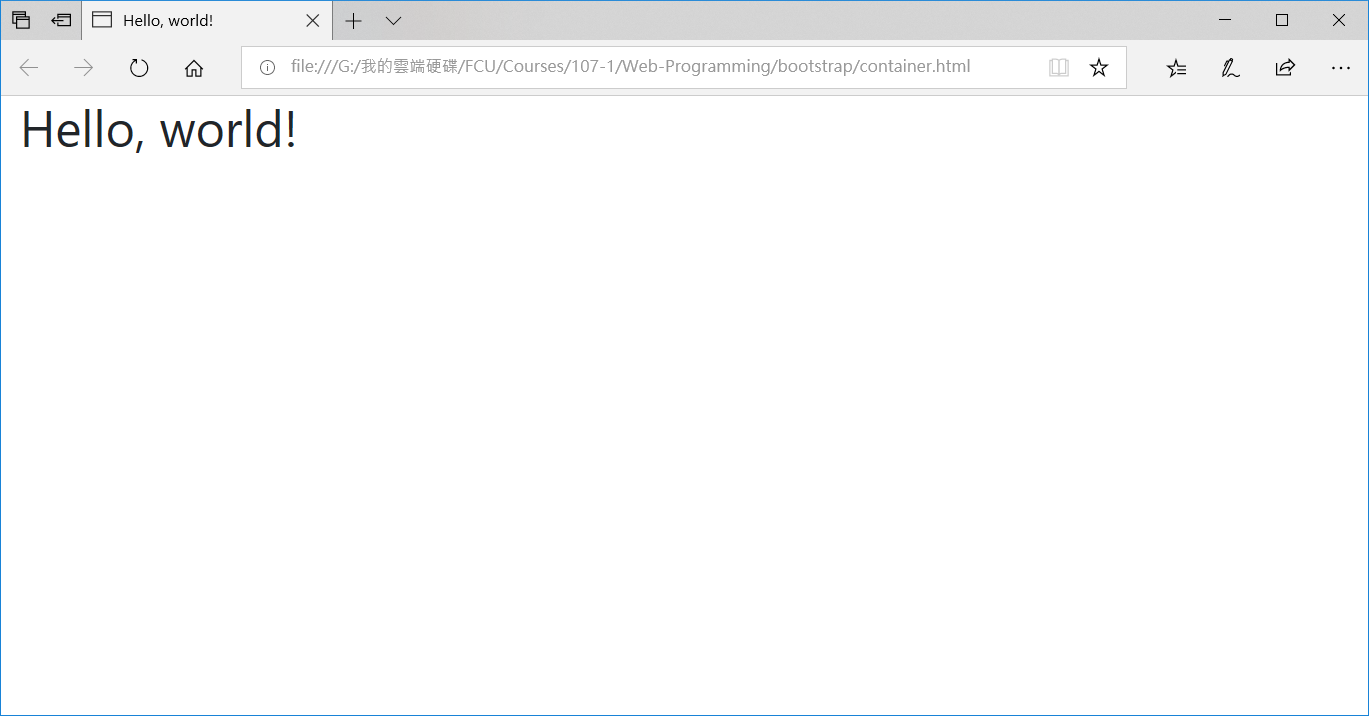 Hello, world!
file:///G:/我的雲端硬碟/FCU/Courses/107-1/Web-Programming/bootstrap/container.html
Hello, world!